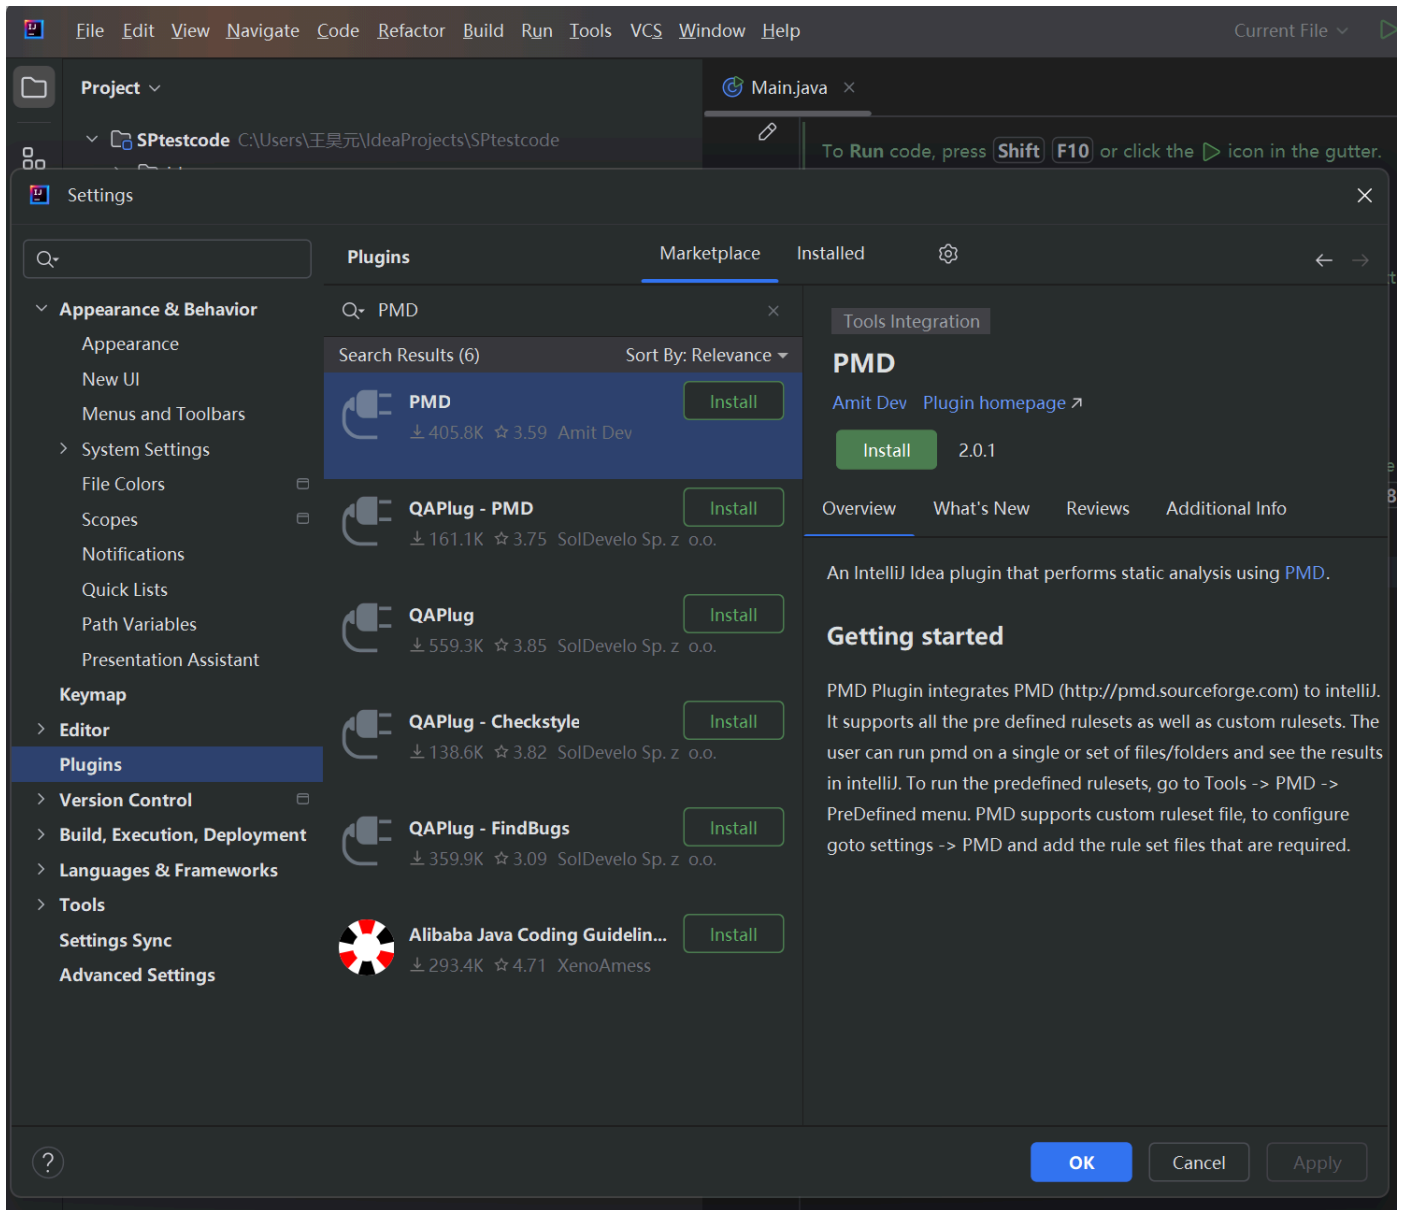 File Edit View Navigate Code Refactor Build Run Tools VCS Window Help Current File
Project
Main.java
SPtestcode C:\Users\王昊元\IdeaProjects\SPtestcode
To Run code, press Shift F10 or click the icon in the gutter.
Settings
Plugins Marketplace Installed
Appearance & Behavior
Appearance
New UI
Menus and Toolbars
System Settings
File Colors
Scopes
Notifications
Quick Lists
Path Variables
Presentation Assistant
Keymap
Editor
Plugins
Version Control
Build, Execution, Deployment
Languages & Frameworks
Tools
Settings Sync
Advanced Settings
PMD
Search Results (6) Sort By: Relevance
PMD Install
405.8K 3.59 Amit Dev
QAPlug - PMD Install
161.1K 3.75 SolDevelo Sp. z o.o.
QAPlug Install
559.3K 3.85 SolDevelo Sp. z o.o.
QAPlug - Checkstyle Install
138.6K 3.82 SolDevelo Sp. z o.o.
QAPlug - FindBugs Install
359.9K 3.09 SolDevelo Sp. z o.o.
Alibaba Java Coding Guidelin... Install
293.4K 4.71 XenoAmess
Tools Integration
PMD
Amit Dev Plugin homepage
Install 2.0.1
Overview What's New Reviews Additional Info
An IntelliJ Idea plugin that performs static analysis using PMD.
Getting started
PMD Plugin integrates PMD (http://pmd.sourceforge.com) to intelliJ.
It supports all the pre defined rulesets as well as custom rulesets. The
user can run pmd on a single or set of files/folders and see the results
in intelliJ. To run the predefined rulesets, go to Tools -> PMD ->
PreDefined menu. PMD supports custom ruleset file, to configure
goto settings -> PMD and add the rule set files that are required.
? OK Cancel Apply